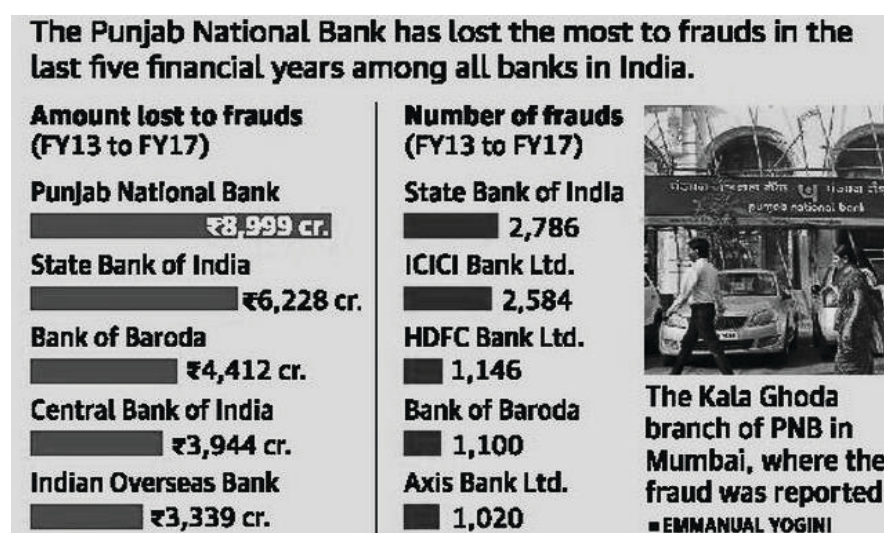 The Punjab National Bank has lost the most to frauds in the
last five financial years among all banks in India.
Amount lost to frauds
(FY13 to FY17)
Punjab National Bank
₹8,999 cr.
State Bank of India
₹6,228 cr.
Bank of Baroda
₹4,412 cr.
Central Bank of India
₹3,944 cr.
Indian Overseas Bank
₹3,339 cr.
Number of frauds
(FY13 to FY17)
State Bank of India
2,786
ICICI Bank Ltd.
2,584
HDFC Bank Ltd.
1,146
Bank of Baroda
1,100
Axis Bank Ltd.
1,020
punjab national bank
The Kala Ghoda
branch of PNB in
Mumbai, where the
fraud was reported
■ EMMANUAL YOGINI